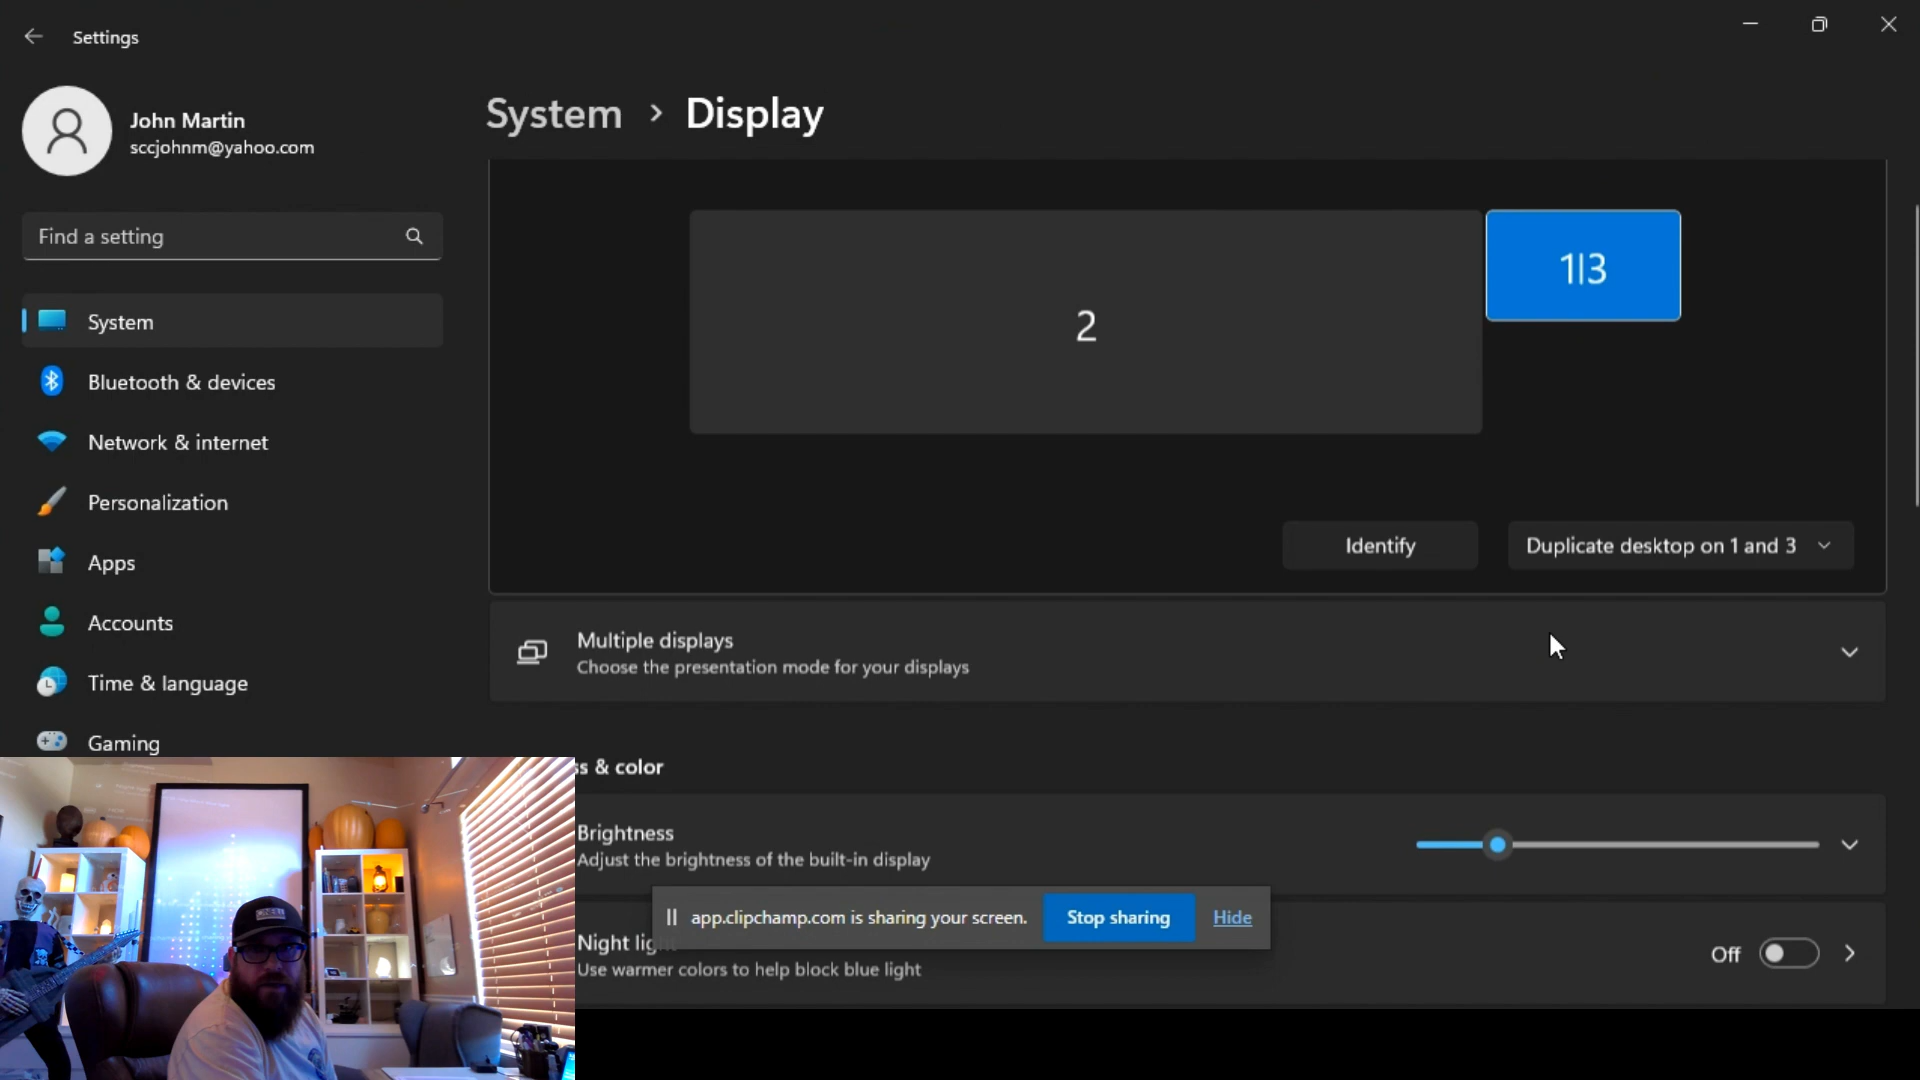 Settings
John Martin
sccjohnm@yahoo.com
Find a setting
System
Bluetooth & devices
Network & internet
Personalization
Apps
Accounts
Time & language
Gaming
System > Display
2
1|3
Identify
Duplicate desktop on 1 and 3
Multiple displays
Choose the presentation mode for your displays
ss & color
Brightness
Adjust the brightness of the built-in display
app.clipchamp.com is sharing your screen.
Stop sharing
Hide
Night lig
Use warmer colors to help block blue light
Off